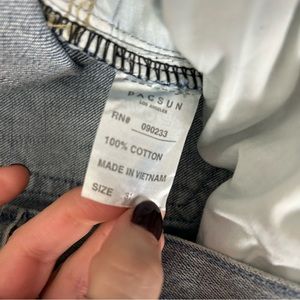 PACSUN
LOS ANGELES
RN# 090233
100% COTTON
MADE IN VIETNAM
SIZE